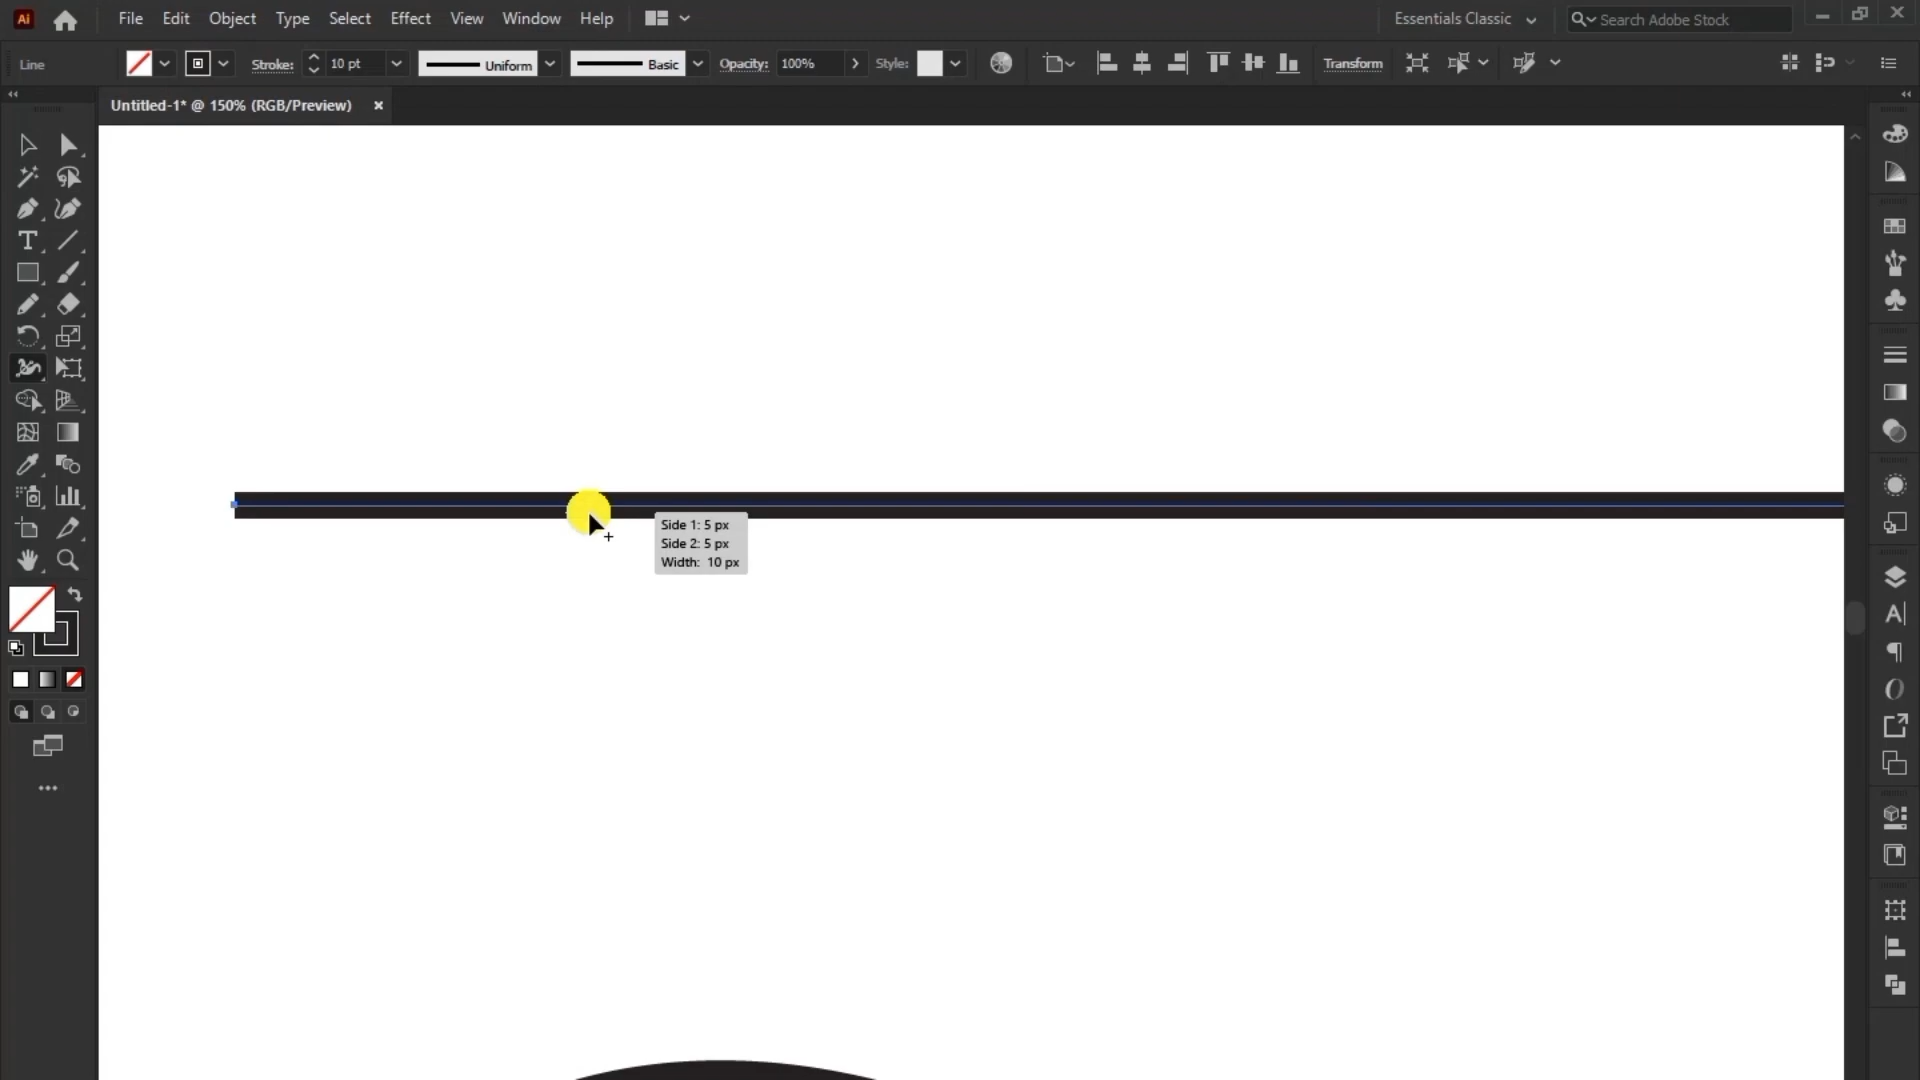 Ai File Edit Object Type Select Effect View Window Help Essentials Classic Search Adobe Stock
Line Stroke: 10 pt Uniform Basic Opacity: 100% Style: Transform
Untitled-1* @ 150% (RGB/Preview)
Side 1: 5 px
Side 2: 5 px
Width: 10 px